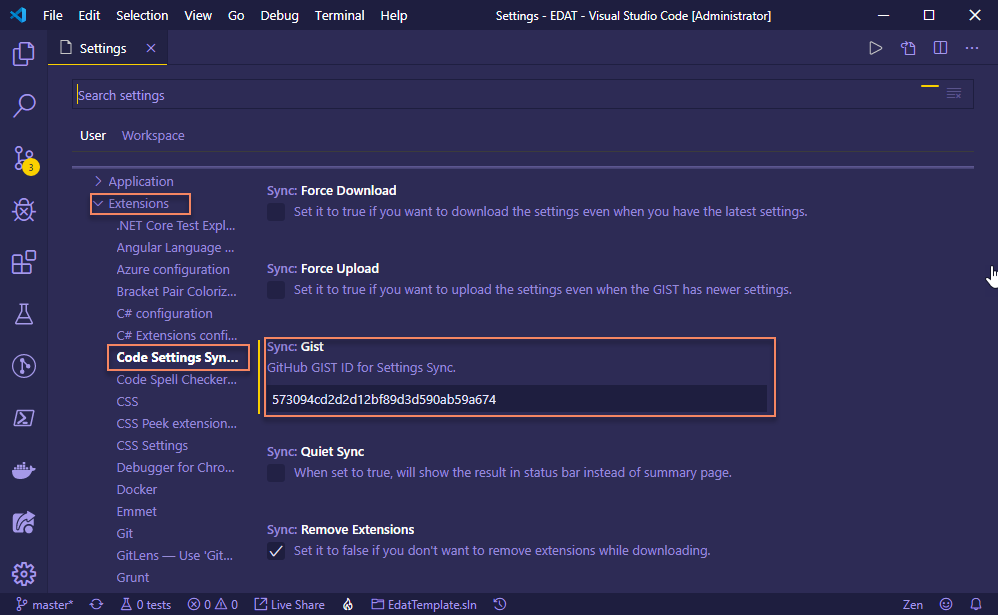 File Edit Selection View Go Debug Terminal Help Settings - EDAT - Visual Studio Code [Administrator]
Settings
Search settings
User Workspace
3
Application
Extensions
.NET Core Test Expl...
Angular Language ...
Azure configuration
Bracket Pair Coloriz...
C# configuration
C# Extensions confi...
Code Settings Syn...
Code Spell Checker...
CSS
CSS Peek extension...
CSS Settings
Debugger for Chro...
Docker
Emmet
Git
GitLens — Use 'Git...
Grunt
Sync: Force Download
Set it to true if you want to download the settings even when you have the latest settings.
Sync: Force Upload
Set it to true if you want to upload the settings even when the GIST has newer settings.
Sync: Gist
GitHub GIST ID for Settings Sync.
573094cd2d2d12bf89d3d590ab59a674
Sync: Quiet Sync
When set to true, will show the result in status bar instead of summary page.
Sync: Remove Extensions
Set it to false if you don't want to remove extensions while downloading.
master* 0 tests 0 0 Live Share EdatTemplate.sln Zen